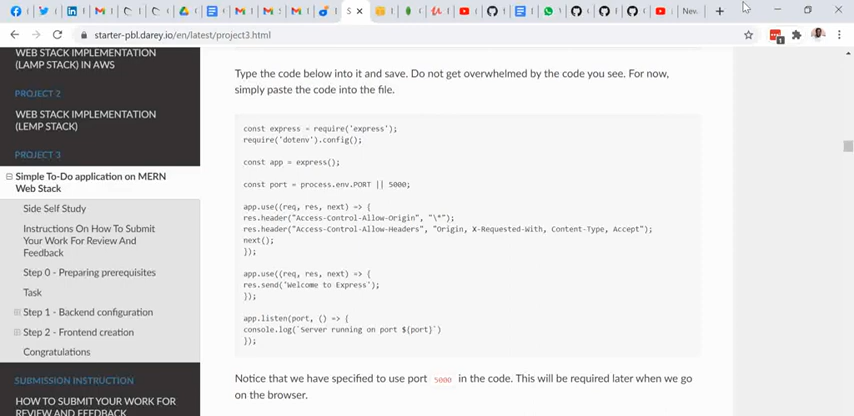 Nev
starter-pbl.darey.io/en/latest/project3.html
WEB STACK IMPLEMENTATION
(LAMP STACK) IN AWS
PROJECT 2
WEB STACK IMPLEMENTATION
(LEMP STACK)
PROJECT 3
Simple To-Do application on MERN
Web Stack
Side Self Study
Instructions On How To Submit
Your Work For Review And
Feedback
Step 0 - Preparing prerequisites
Task
Step 1 - Backend configuration
Step 2 - Frontend creation
Congratulations
SUBMISSION INSTRUCTION
HOW TO SUBMIT YOUR WORK FOR
REVIEW AND FEEDBACK
Type the code below into it and save. Do not get overwhelmed by the code you see. For now,
simply paste the code into the file.
const express = require('express');
require('dotenv').config();
const app = express();
const port = process.env.PORT || 5000;
app.use((req, res, next) => {
res.header("Access-Control-Allow-Origin", "\*");
res.header("Access-Control-Allow-Headers", "Origin, X-Requested-With, Content-Type, Accept");
next();
});
app.use((req, res, next) => {
res.send('Welcome to Express');
});
app.listen(port, () => {
console.log(`Server running on port ${port}`)
});
Notice that we have specified to use port 5000 in the code. This will be required later when we go
on the browser.